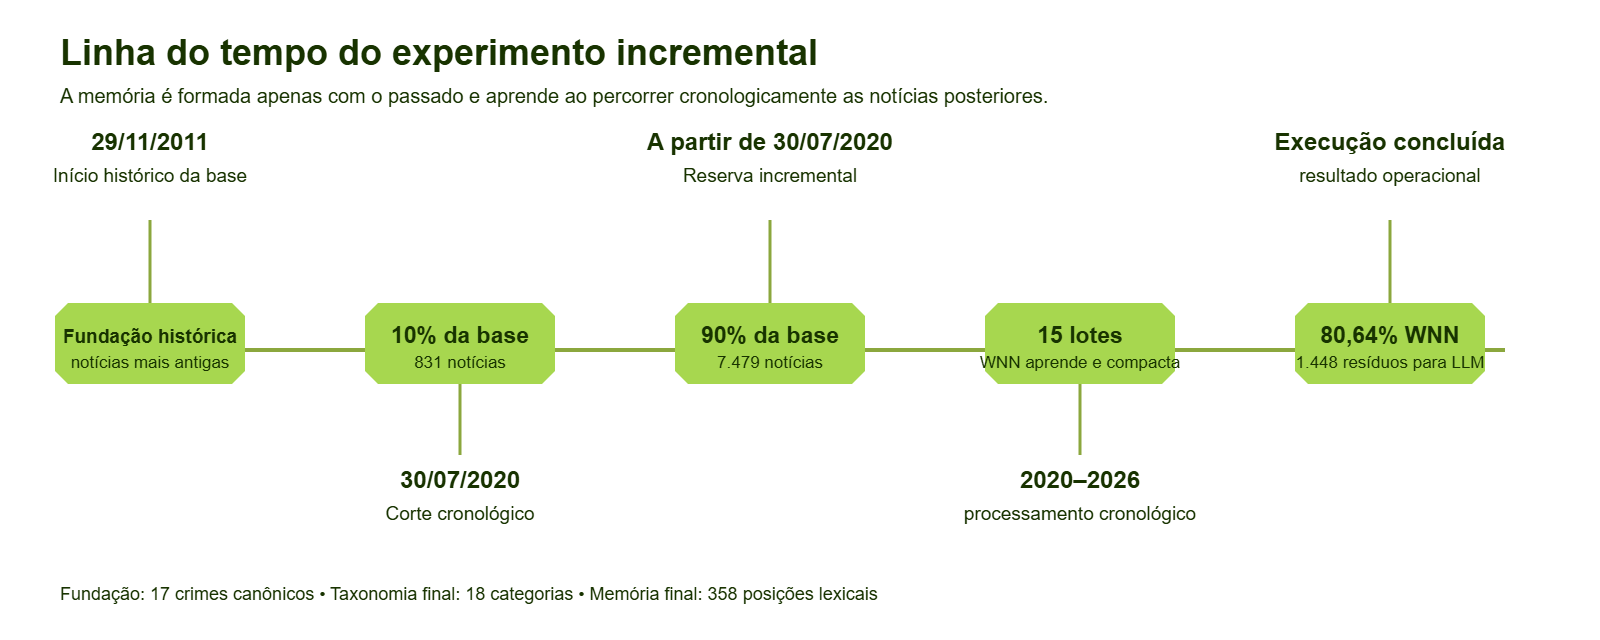 Linha do tempo do experimento incremental
A memória é formada apenas com o passado e aprende ao percorrer cronologicamente as notícias posteriores.
29/11/2011
Início histórico da base
A partir de 30/07/2020
Reserva incremental
Execução concluída
resultado operacional
Fundação histórica
notícias mais antigas
10% da base
831 notícias
90% da base
7.479 notícias
15 lotes
WNN aprende e compacta
80,64% WNN
1.448 resíduos para LLM
30/07/2020
Corte cronológico
2020–2026
processamento cronológico
Fundação: 17 crimes canônicos • Taxonomia final: 18 categorias • Memória final: 358 posições lexicais